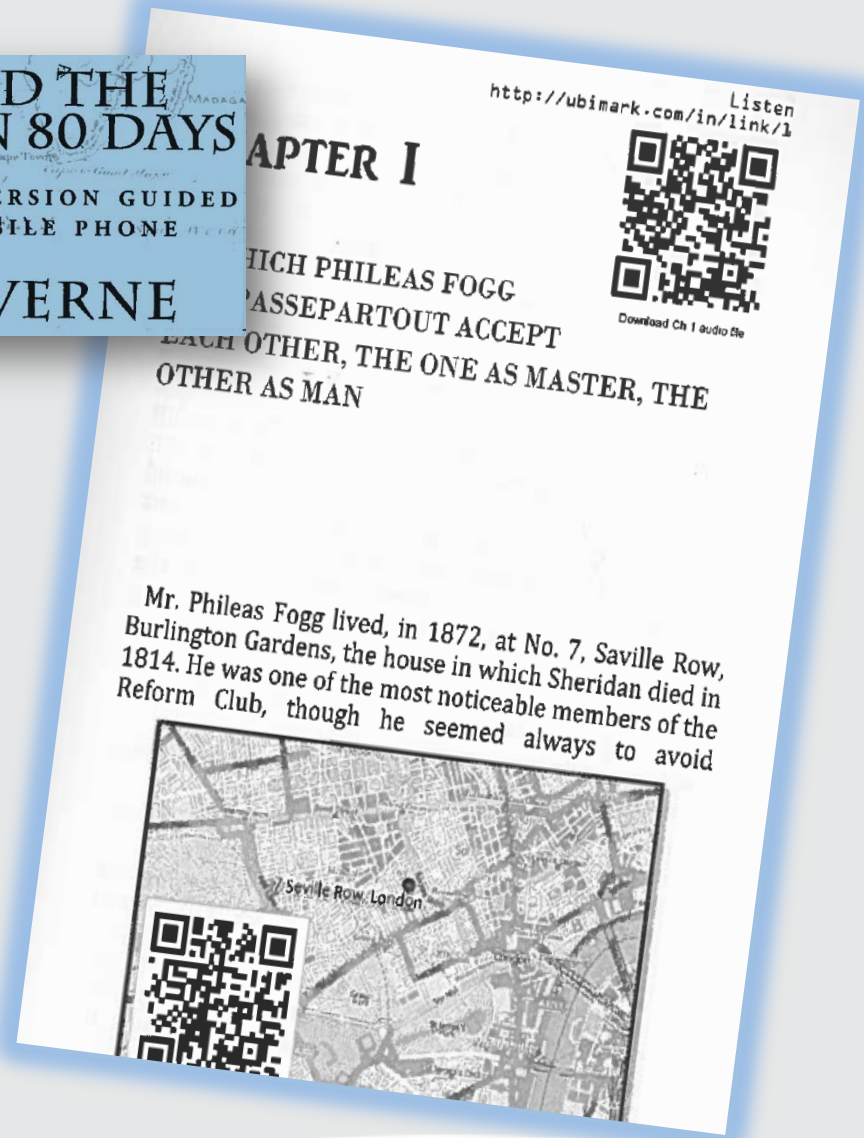 D THE
N 80 DAYS
ERSION GUIDED
BILE PHONE
VERNE
MADAGA
Listen
http://ubimark.com/in/link/1
APTER I
Download Ch 1 audio file
HICH PHILEAS FOGG
PASSEPARTOUT ACCEPT
EACH OTHER, THE ONE AS MASTER, THE
OTHER AS MAN
Mr. Phileas Fogg lived, in 1872, at No. 7, Saville Row,
Burlington Gardens, the house in which Sheridan died in
1814. He was one of the most noticeable members of the
Reform Club, though he seemed always to avoid
7 Seville Row, London
London